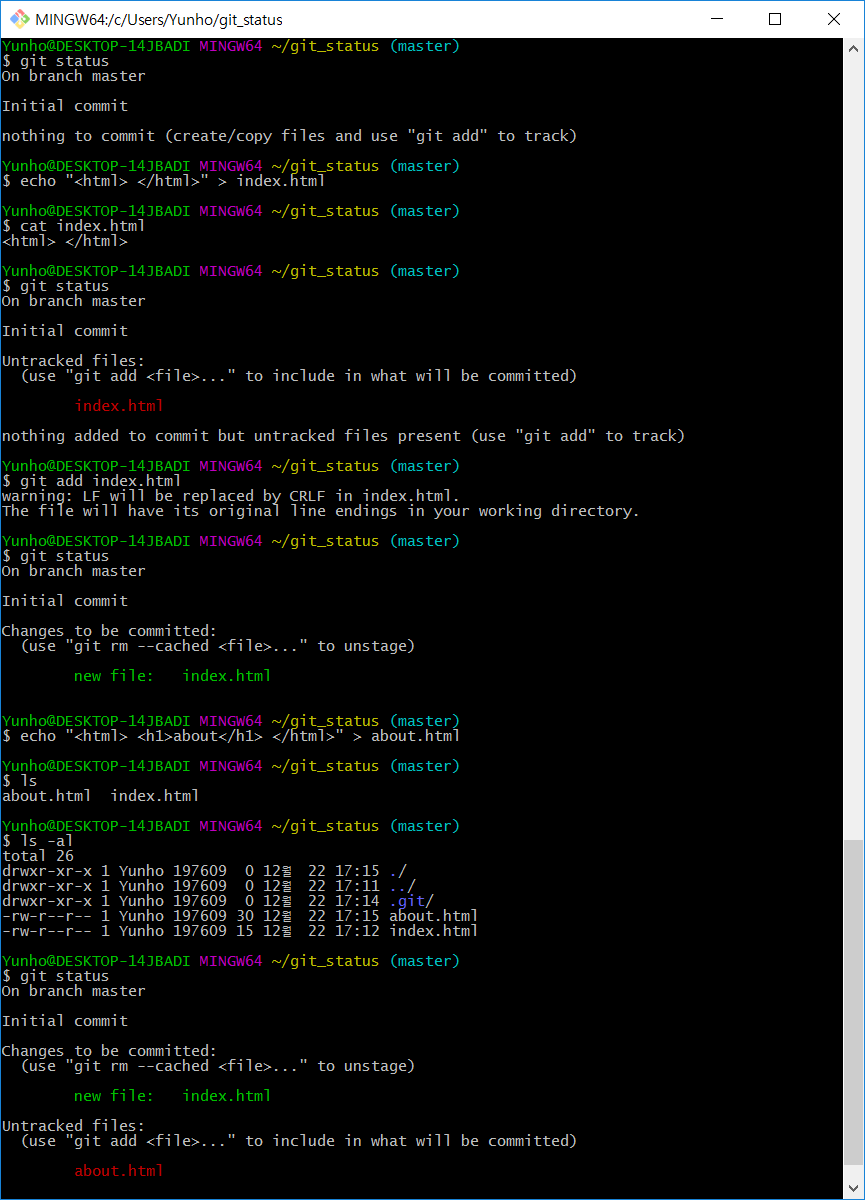 MINGW64:/c/Users/Yunho/git_status
Yunho@DESKTOP-14JBADI MINGW64 ~/git_status (master)
$ git status
On branch master
Initial commit
nothing to commit (create/copy files and use "git add" to track)
Yunho@DESKTOP-14JBADI MINGW64 ~/git_status (master)
$ echo "<html> </html>" > index.html
Yunho@DESKTOP-14JBADI MINGW64 ~/git_status (master)
$ cat index.html
<html> </html>
Yunho@DESKTOP-14JBADI MINGW64 ~/git_status (master)
$ git status
On branch master
Initial commit
Untracked files:
  (use "git add <file>..." to include in what will be committed)
        index.html
nothing added to commit but untracked files present (use "git add" to track)
Yunho@DESKTOP-14JBADI MINGW64 ~/git_status (master)
$ git add index.html
warning: LF will be replaced by CRLF in index.html.
The file will have its original line endings in your working directory.
Yunho@DESKTOP-14JBADI MINGW64 ~/git_status (master)
$ git status
On branch master
Initial commit
Changes to be committed:
  (use "git rm --cached <file>..." to unstage)
        new file:   index.html
Yunho@DESKTOP-14JBADI MINGW64 ~/git_status (master)
$ echo "<html> <h1>about</h1> </html>" > about.html
Yunho@DESKTOP-14JBADI MINGW64 ~/git_status (master)
$ ls
about.html  index.html
Yunho@DESKTOP-14JBADI MINGW64 ~/git_status (master)
$ ls -al
total 26
drwxr-xr-x 1 Yunho 197609  0 12월  22 17:15 ./
drwxr-xr-x 1 Yunho 197609  0 12월  22 17:11 ../
drwxr-xr-x 1 Yunho 197609  0 12월  22 17:14 .git/
-rw-r--r-- 1 Yunho 197609 30 12월  22 17:15 about.html
-rw-r--r-- 1 Yunho 197609 15 12월  22 17:12 index.html
Yunho@DESKTOP-14JBADI MINGW64 ~/git_status (master)
$ git status
On branch master
Initial commit
Changes to be committed:
  (use "git rm --cached <file>..." to unstage)
        new file:   index.html
Untracked files:
  (use "git add <file>..." to include in what will be committed)
        about.html